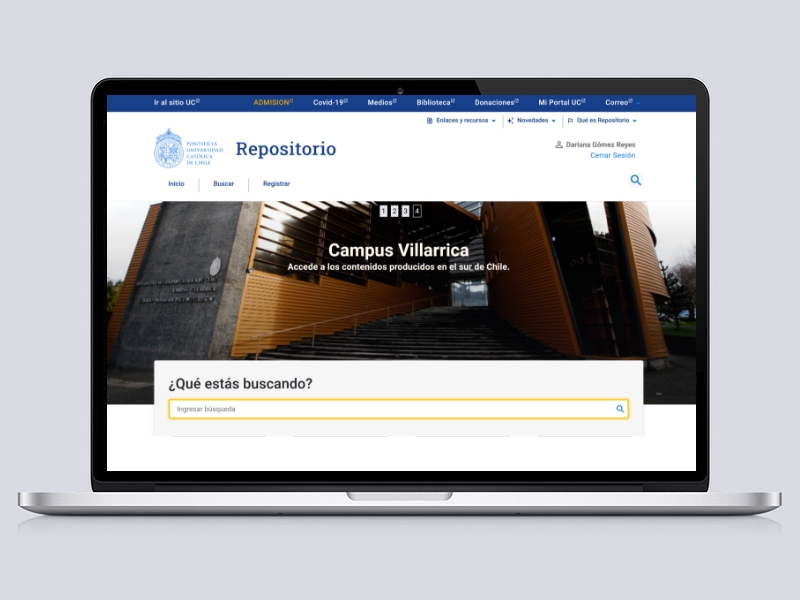 Ir al sitio UC
ADMISION
Covid-19
Medios
Biblioteca
Donaciones
Mi Portal UC
Correo
Enlaces y recursos
Novedades
Qué es Repositorio
PONTIFICIA
UNIVERSIDAD
CATOLICA
DE CHILE
Repositorio
Dariana Gómez Reyes
Cerrar Sesión
Inicio
Buscar
Registrar
1 2 3 4
Campus Villarrica
Accede a los contenidos producidos en el sur de Chile.
¿Qué estás buscando?
Ingresar búsqueda